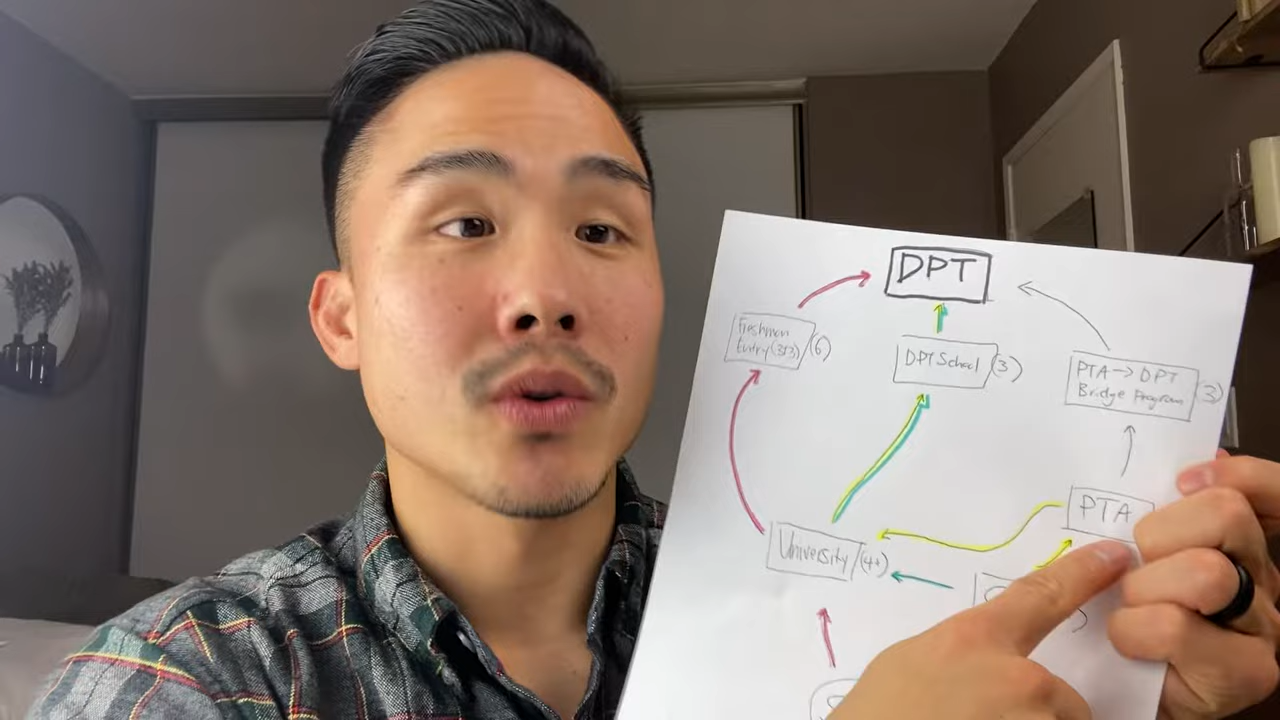 DPT
Freshman
Entry (3+3) (6)
DPT School (3)
PTA → DPT
Bridge Program (3)
PTA
University (4+)